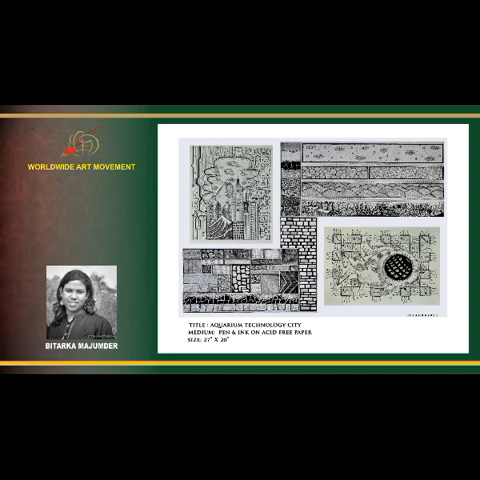 WORLDWIDE ART MOVEMENT
BITARKA MAJUMDER
TITLE : AQUARIUM TECHNOLOGY CITY
MEDIUM: PEN & INK ON ACID FREE PAPER
SIZE: 27" X 20"